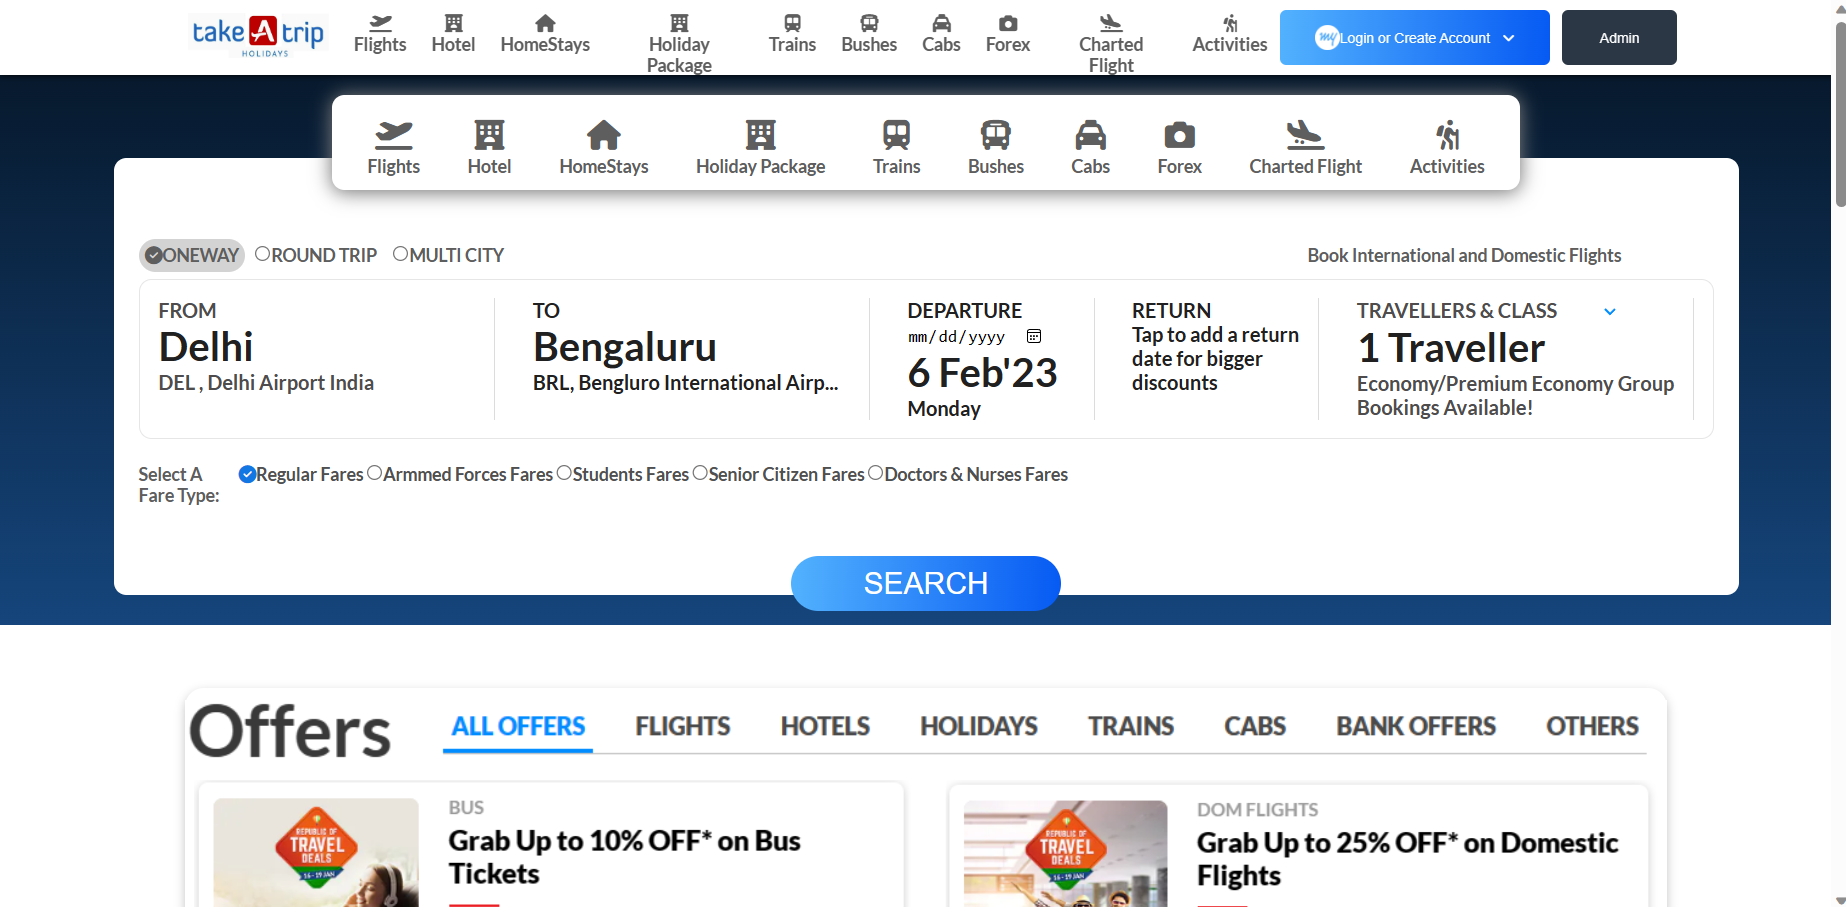 take A trip
HOLIDAYS
Flights
Hotel
HomeStays
Holiday Package
Trains
Bushes
Cabs
Forex
Charted Flight
Activities
my Login or Create Account
Admin
Flights
Hotel
HomeStays
Holiday Package
Trains
Bushes
Cabs
Forex
Charted Flight
Activities
ONEWAY ROUND TRIP MULTI CITY
Book International and Domestic Flights
FROM
Delhi
DEL , Delhi Airport India
TO
Bengaluru
BRL, Bengluro International Airp...
DEPARTURE
mm/dd/yyyy
6 Feb'23
Monday
RETURN
Tap to add a return
date for bigger
discounts
TRAVELLERS & CLASS
1 Traveller
Economy/Premium Economy Group
Bookings Available!
Select A
Fare Type:
Regular Fares Armmed Forces Fares Students Fares Senior Citizen Fares Doctors & Nurses Fares
SEARCH
Offers
ALL OFFERS FLIGHTS HOTELS HOLIDAYS TRAINS CABS BANK OFFERS OTHERS
REPUBLIC OF
TRAVEL
DEALS
16-19 JAN
BUS
Grab Up to 10% OFF* on Bus
Tickets
REPUBLIC OF
TRAVEL
DEALS
16-19 JAN
DOM FLIGHTS
Grab Up to 25% OFF* on Domestic
Flights